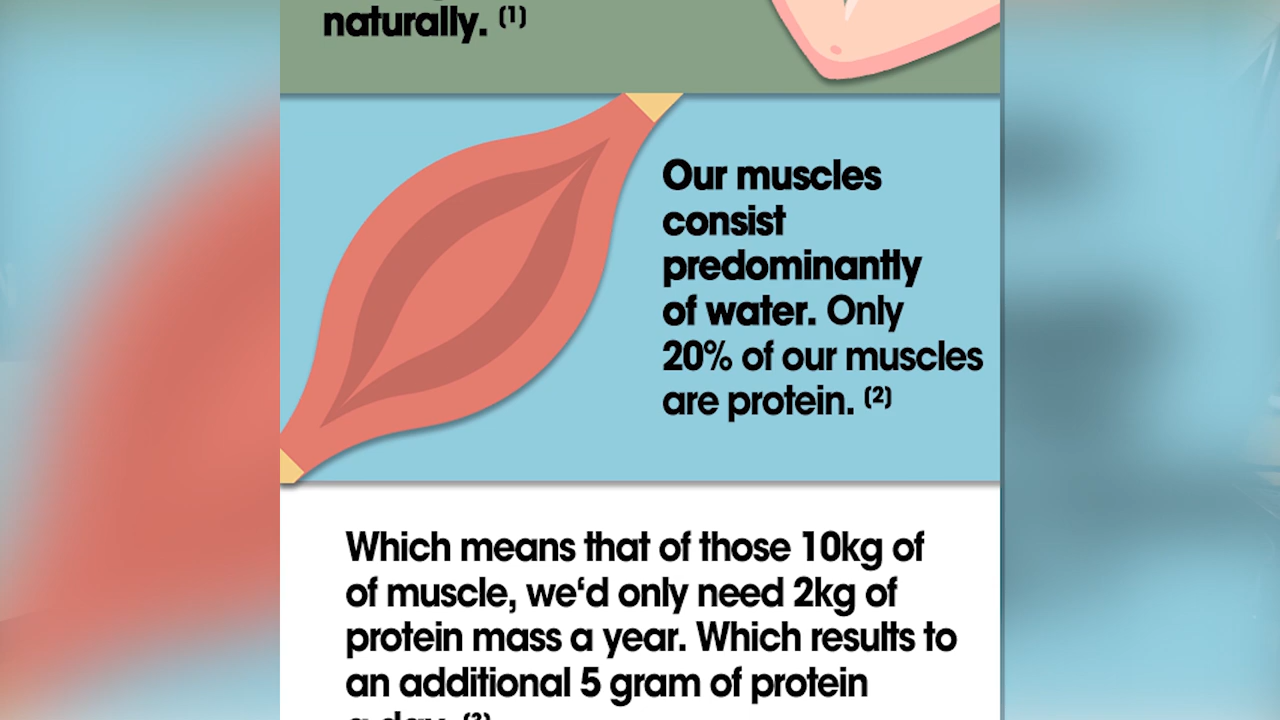 naturally. (1)
Our muscles
consist
predominantly
of water. Only
20% of our muscles
are protein. (2)
Which means that of those 10kg of
of muscle, we‘d only need 2kg of
protein mass a year. Which results to
an additional 5 gram of protein
a day. (3)